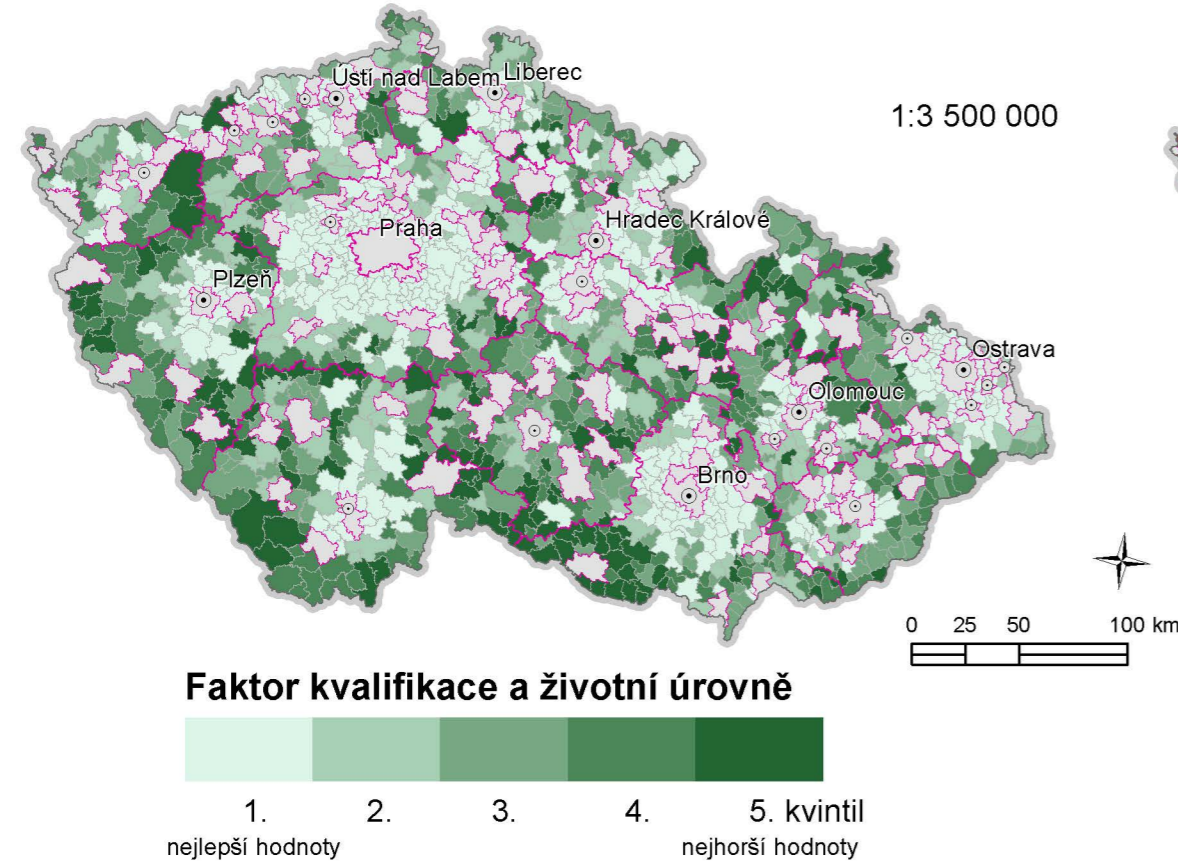 Ústí nad Labem
Liberec
1:3 500 000
Hradec Králové
Praha
Plzeň
Ostrava
Olomouc
Brno
0 25 50 100 km
Faktor kvalifikace a životní úrovně
1. 2. 3. 4. 5. kvintil
nejlepší hodnoty nejhorší hodnoty